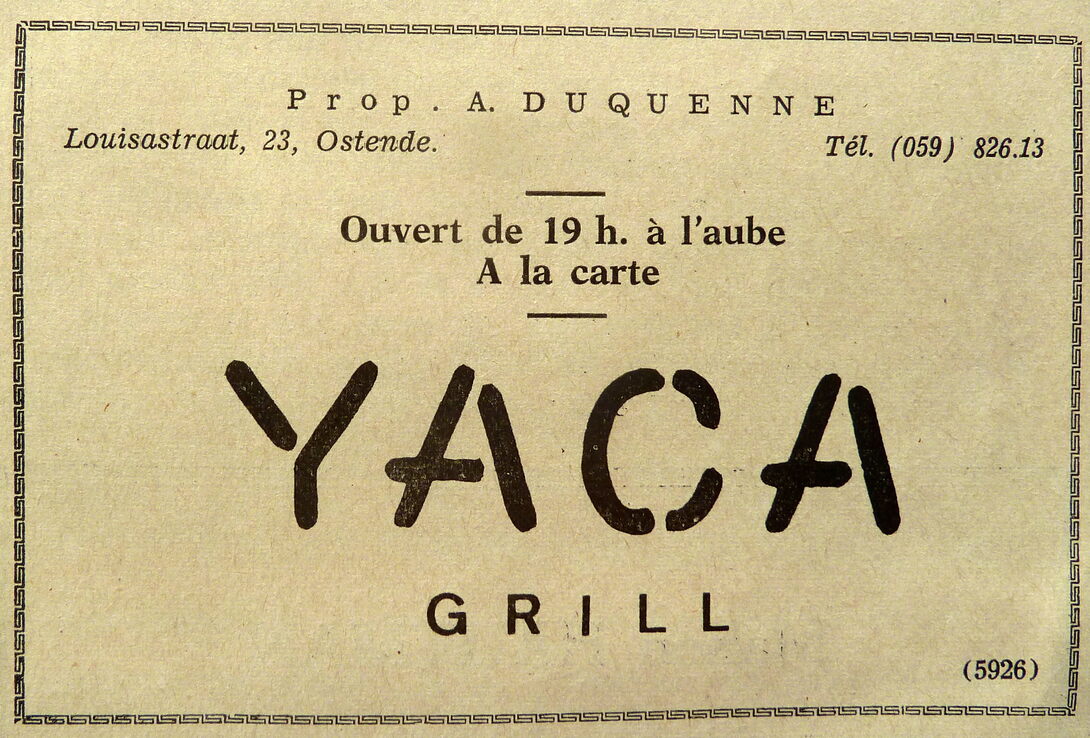 Prop. A. DUQUENNE
Louisastraat, 23, Ostende.
Tél. (059) 826.13
Ouvert de 19 h. à l'aube
A la carte
YACA
GRILL
(5926)